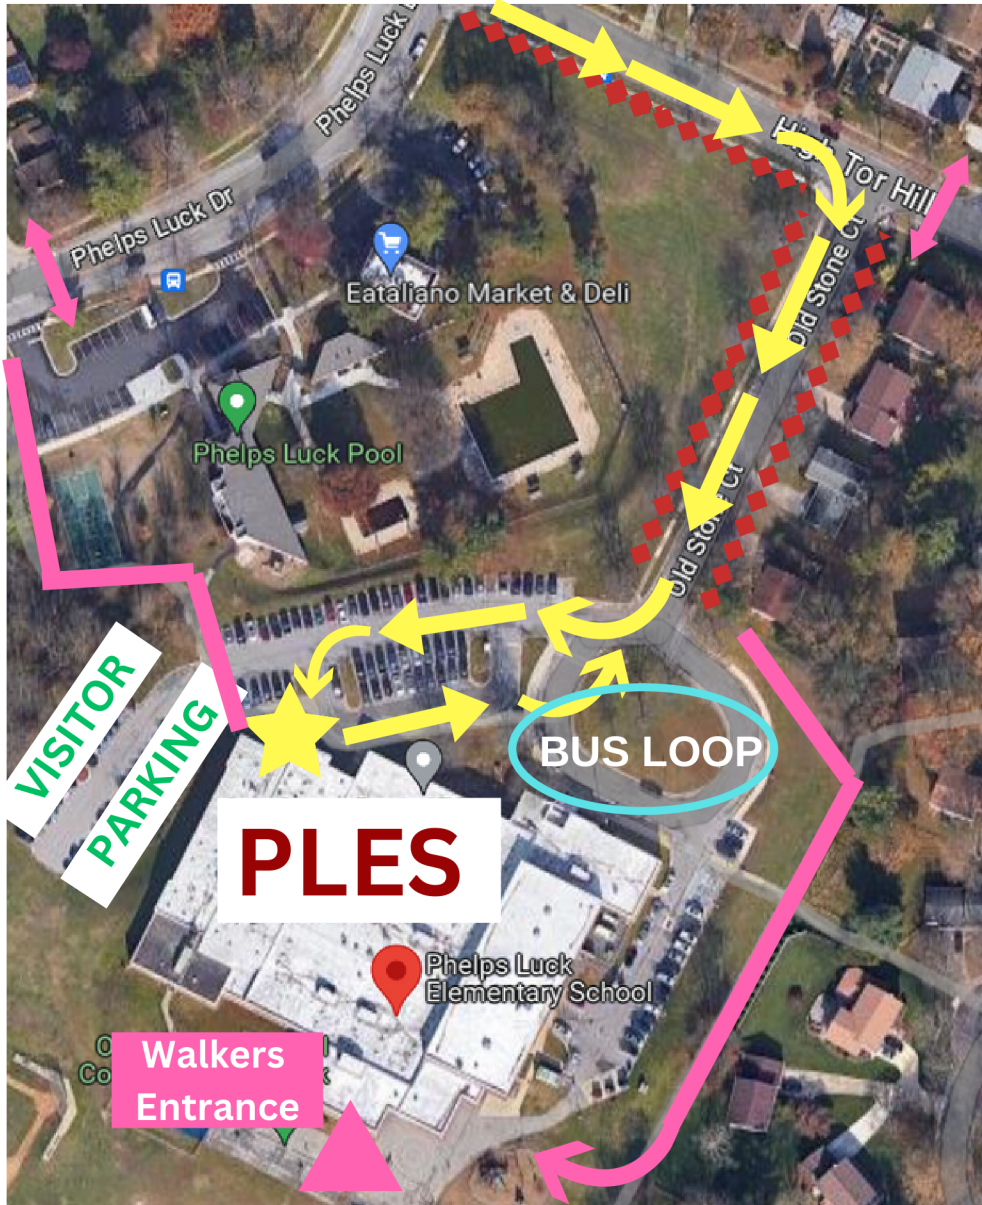 Phelps Luck
High Tor Hill
Phelps Luck Dr
Eataliano Market & Deli
Old Stone Ct
Phelps Luck Pool
Old Stone Ct
VISITOR
PARKING
BUS LOOP
PLES
Phelps Luck
Elementary School
Walkers
Entrance